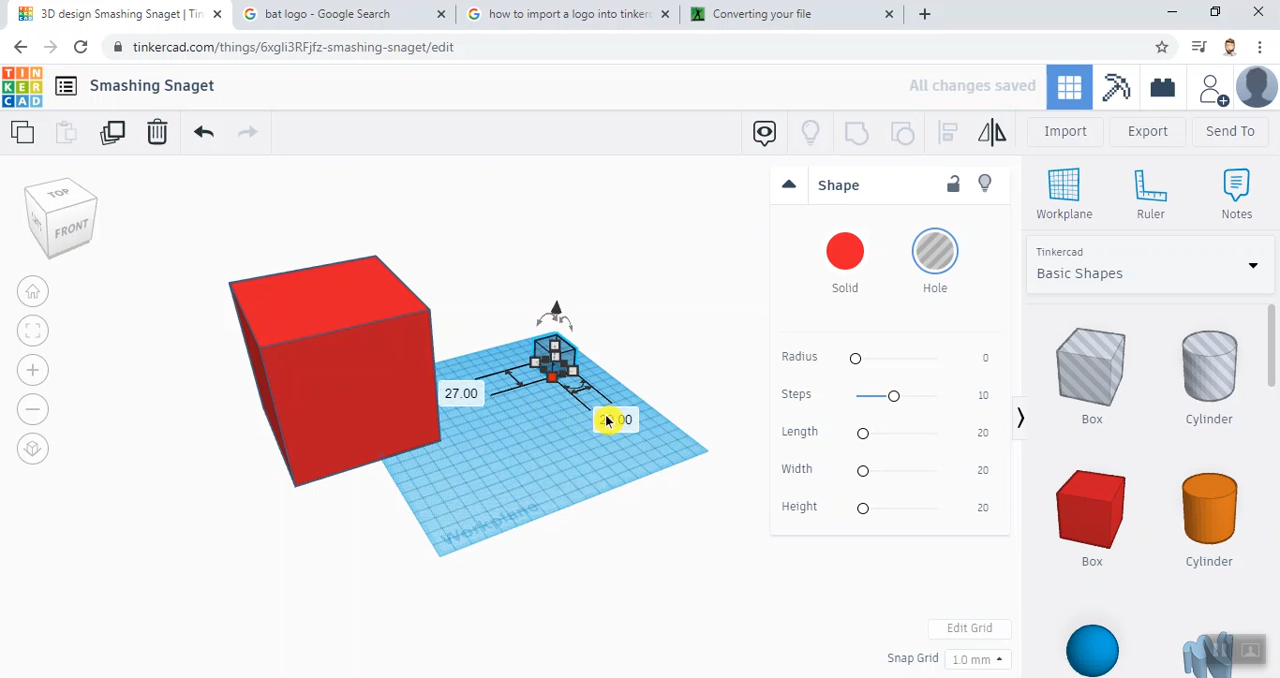 3D design Smashing Snaget | Tin
bat logo - Google Search
how to import a logo into tinkerc
Converting your file
tinkercad.com/things/6xgli3RFjfz-smashing-snaget/edit
TIN
KER
CAD
Smashing Snaget
All changes saved
Import
Export
Send To
TOP
FRONT
LEFT
Shape
Workplane
Ruler
Notes
Solid
Hole
Tinkercad
Basic Shapes
Radius 0
Steps 10
Length 20
Width 20
Height 20
27.00
Box
Cylinder
Box
Cylinder
Workplane
Edit Grid
Snap Grid 1.0 mm